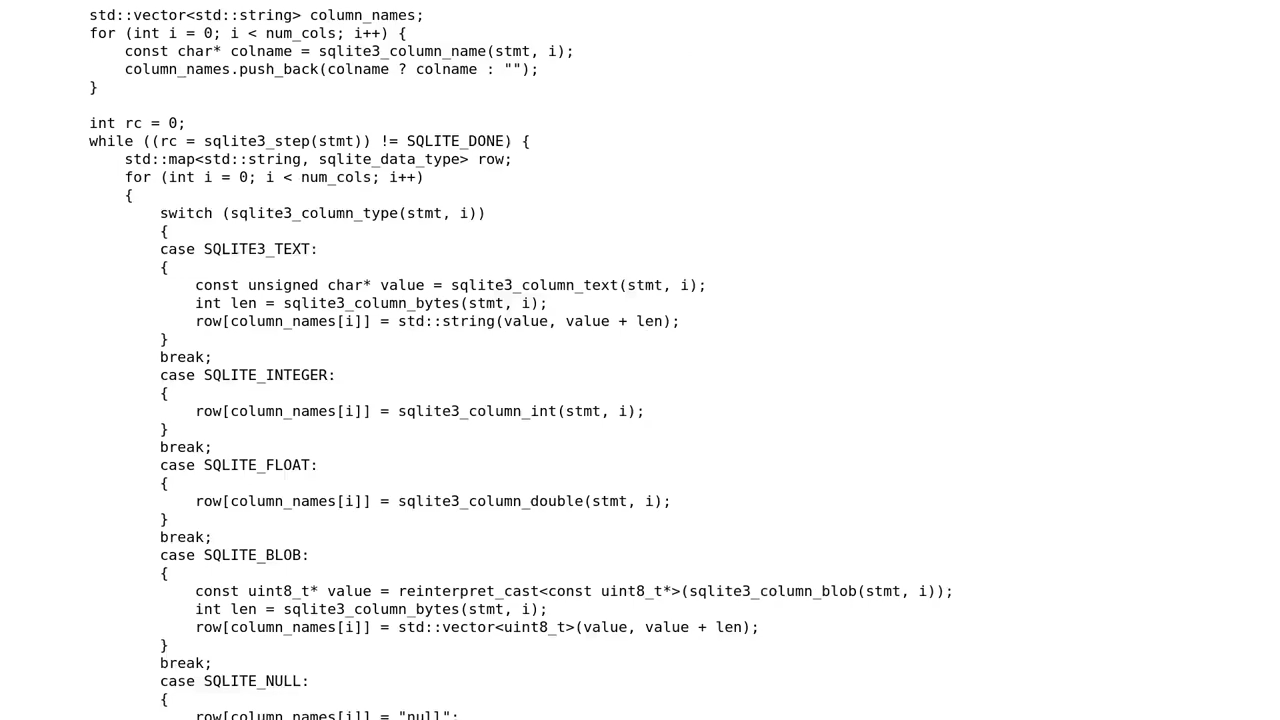 std::vector<std::string> column_names;
for (int i = 0; i < num_cols; i++) {
    const char* colname = sqlite3_column_name(stmt, i);
    column_names.push_back(colname ? colname : "");
}

int rc = 0;
while ((rc = sqlite3_step(stmt)) != SQLITE_DONE) {
    std::map<std::string, sqlite_data_type> row;
    for (int i = 0; i < num_cols; i++)
    {
        switch (sqlite3_column_type(stmt, i))
        {
        case SQLITE3_TEXT:
        {
            const unsigned char* value = sqlite3_column_text(stmt, i);
            int len = sqlite3_column_bytes(stmt, i);
            row[column_names[i]] = std::string(value, value + len);
        }
        break;
        case SQLITE_INTEGER:
        {
            row[column_names[i]] = sqlite3_column_int(stmt, i);
        }
        break;
        case SQLITE_FLOAT:
        {
            row[column_names[i]] = sqlite3_column_double(stmt, i);
        }
        break;
        case SQLITE_BLOB:
        {
            const uint8_t* value = reinterpret_cast<const uint8_t*>(sqlite3_column_blob(stmt, i));
            int len = sqlite3_column_bytes(stmt, i);
            row[column_names[i]] = std::vector<uint8_t>(value, value + len);
        }
        break;
        case SQLITE_NULL:
        {
            row[column_names[i]] = "null";